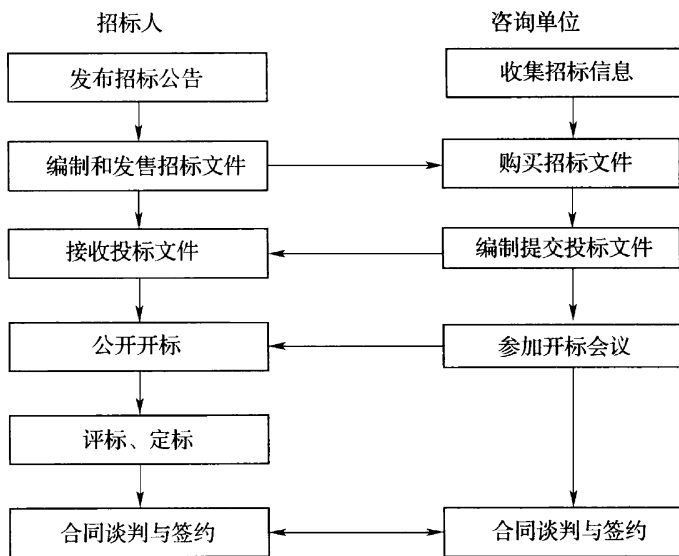 招标人 咨询单位
发布招标公告 收集招标信息
编制和发售招标文件 购买招标文件
接收投标文件 编制提交投标文件
公开开标 参加开标会议
评标、定标
合同谈判与签约 合同谈判与签约